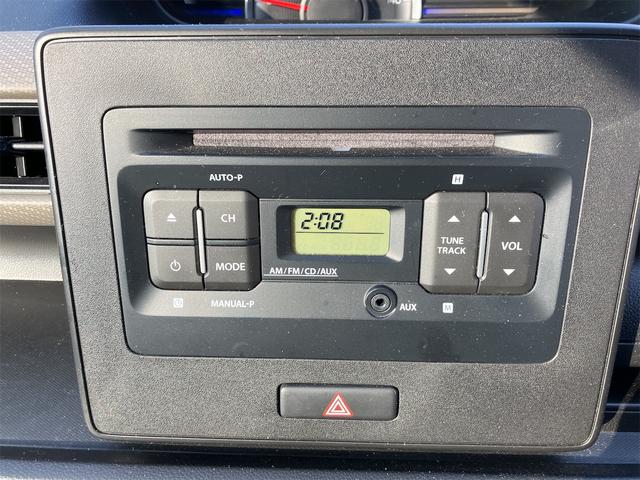 AUTO-P
H
CH
MODE
2:08
AM/FM/CD/AUX
TUNE
TRACK
VOL
MANUAL-P
AUX
M